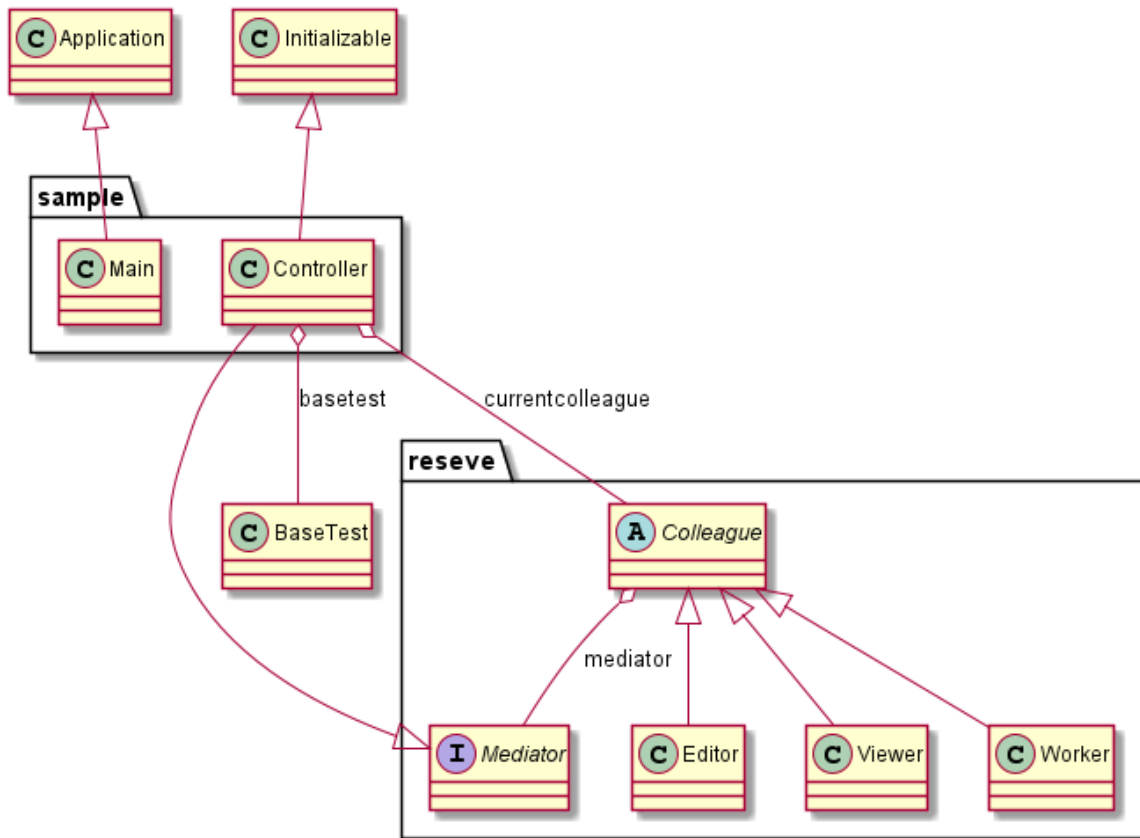 C Application
C Initializable
sample
C Main
C Controller
basetest
currentcolleague
reseve
C BaseTest
A Colleague
mediator
I Mediator
C Editor
C Viewer
C Worker